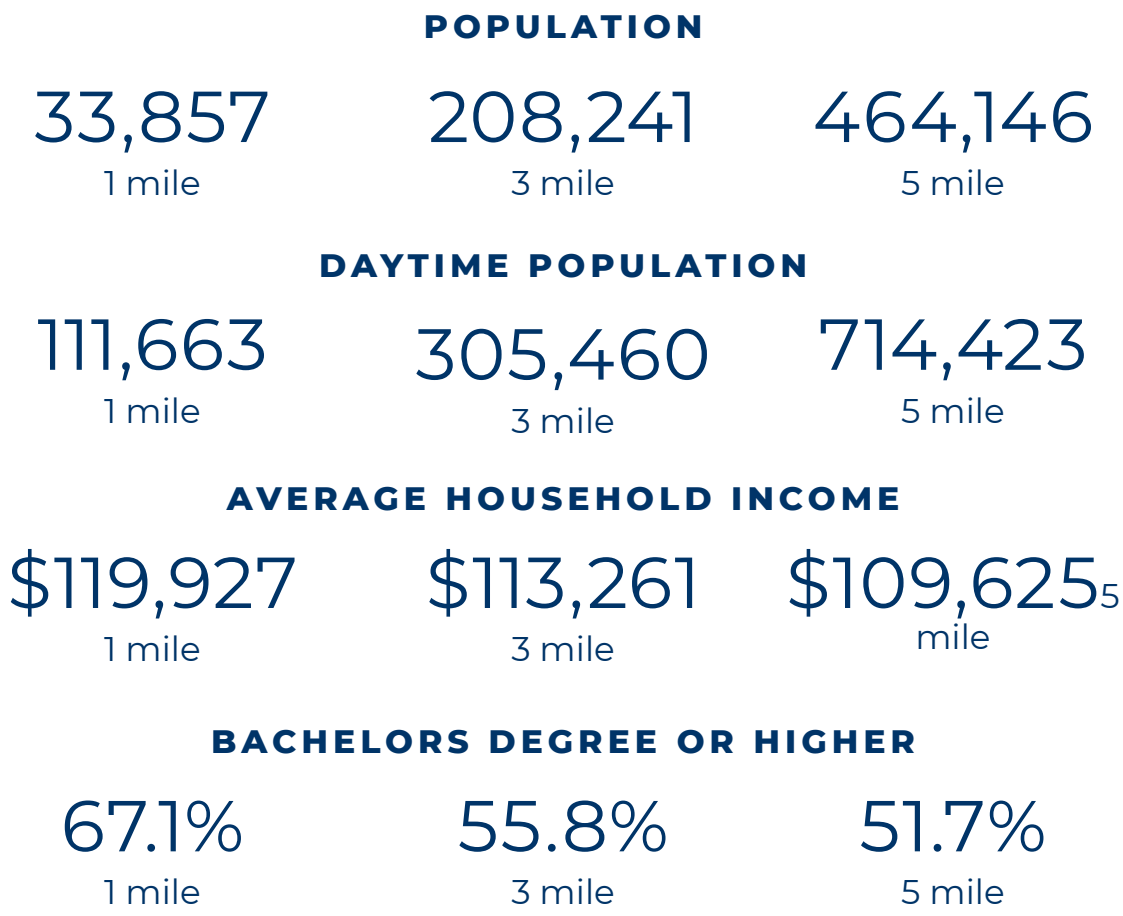 POPULATION
33,857 208,241 464,146
1 mile 3 mile 5 mile
DAYTIME POPULATION
111,663 305,460 714,423
1 mile 3 mile 5 mile
AVERAGE HOUSEHOLD INCOME
$119,927 $113,261 $109,6255
1 mile 3 mile mile
BACHELORS DEGREE OR HIGHER
67.1% 55.8% 51.7%
1 mile 3 mile 5 mile